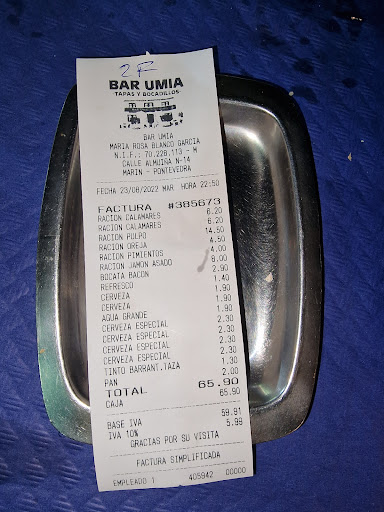 2 F
BAR UMIA
TAPAS Y BOCADILLOS
BAR UMIA
MARIA ROSA BLANCO GARCIA
N.I.F.: 70.228.113 - M
CALLE ALMUIÑA N-14
MARIN - PONTEVEDRA
FECHA 23/08/2022 MAR HORA 22:50
FACTURA #385673
RACION CALAMARES 6.20
RACION CALAMARES 6.20
RACION PULPO 14.50
RACION OREJA 4.50
RACION PIMIENTOS 4.00
RACION JAMON ASADO 8.00
BOCATA BACON 2.90
REFRESCO 1.40
CERVEZA 1.90
CERVEZA 1.90
AGUA GRANDE 1.90
CERVEZA ESPECIAL 2.30
CERVEZA ESPECIAL 2.30
CERVEZA ESPECIAL 2.30
CERVEZA ESPECIAL 2.30
TINTO BARRANT.TAZA 1.30
PAN 2.00
TOTAL 65.90
CAJA 65.90
BASE IVA 59.91
IVA 10% 5.99
GRACIAS POR SU VISITA
FACTURA SIMPLIFICADA
EMPLEADO 1 405942 00000